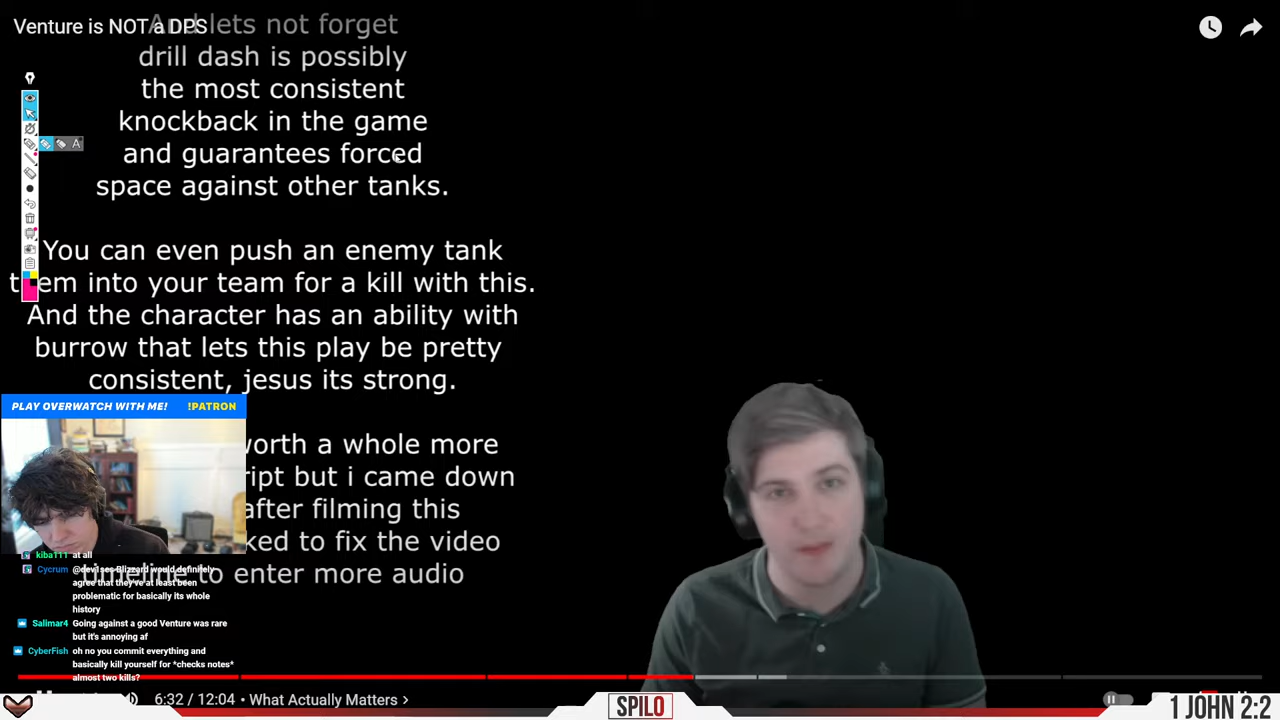 Venture is NOT a DPS
And lets not forget
drill dash is possibly
the most consistent
knockback in the game
and guarantees forced
space against other tanks.
A
You can even push an enemy tank
them into your team for a kill with this.
And the character has an ability with
burrow that lets this play be pretty
consistent, jesus its strong.
PLAY OVERWATCH WITH ME! !PATRON
worth a whole more
but i came down
after filming this
to fix the video
timeline to enter more audio
kiba111 at all
Cycrum @dev1ses Blizzard would definitely
agree that they've at least been
problematic for basically its whole
history
Salimar4 Going against a good Venture was rare
but it's annoying af
CyberFish oh no you commit everything and
basically kill yourself for *checks notes*
almost two kills?
6:32 / 12:04 • What Actually Matters >
SPILO
1 JOHN 2:2